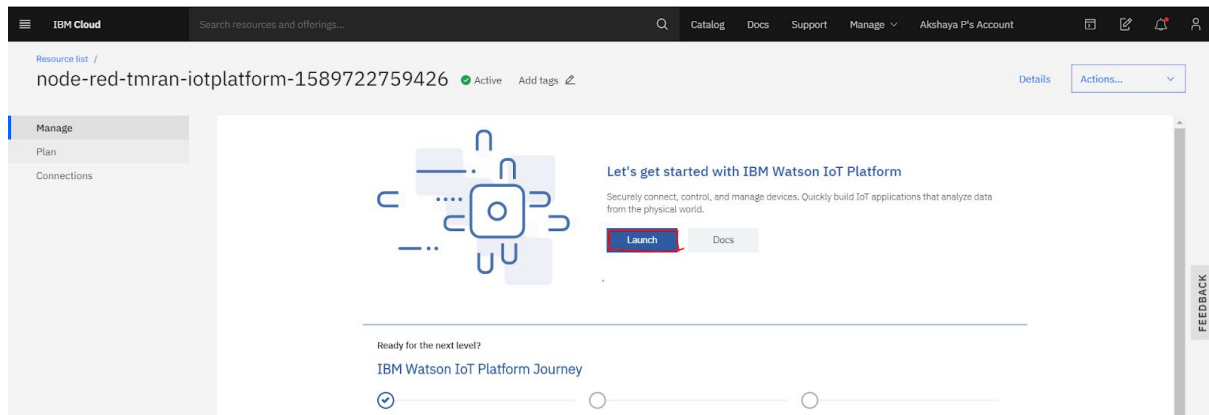 IBM Cloud
Search resources and offerings...
Catalog
Docs
Support
Manage
Akshaya P's Account
Resource list /
node-red-tmran-iotplatform-1589722759426
Active
Add tags
Details
Actions...
Manage
Plan
Connections
Let's get started with IBM Watson IoT Platform
Securely connect, control, and manage devices. Quickly build IoT applications that analyze data
from the physical world.
Launch
Docs
FEEDBACK
Ready for the next level?
IBM Watson IoT Platform Journey